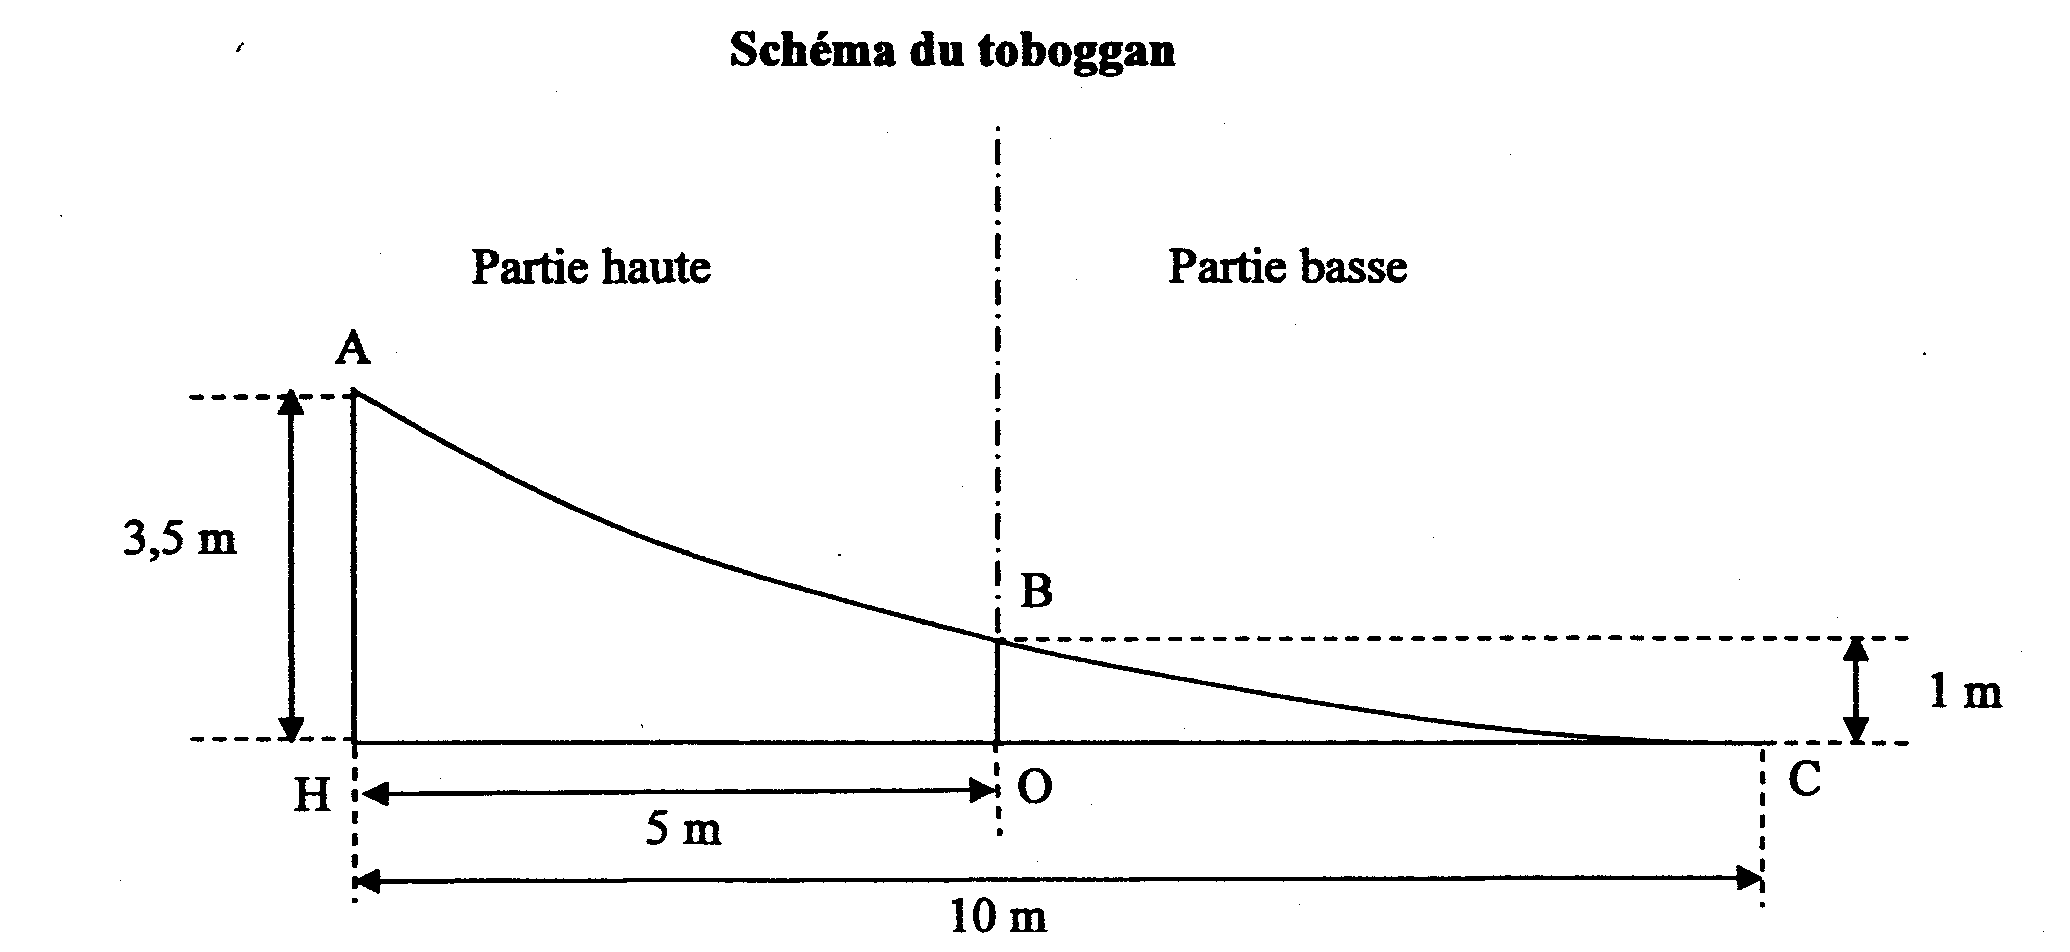 Schéma du toboggan
Partie haute
Partie basse
A
3,5 m
B
1 m
H
O
C
5 m
10 m